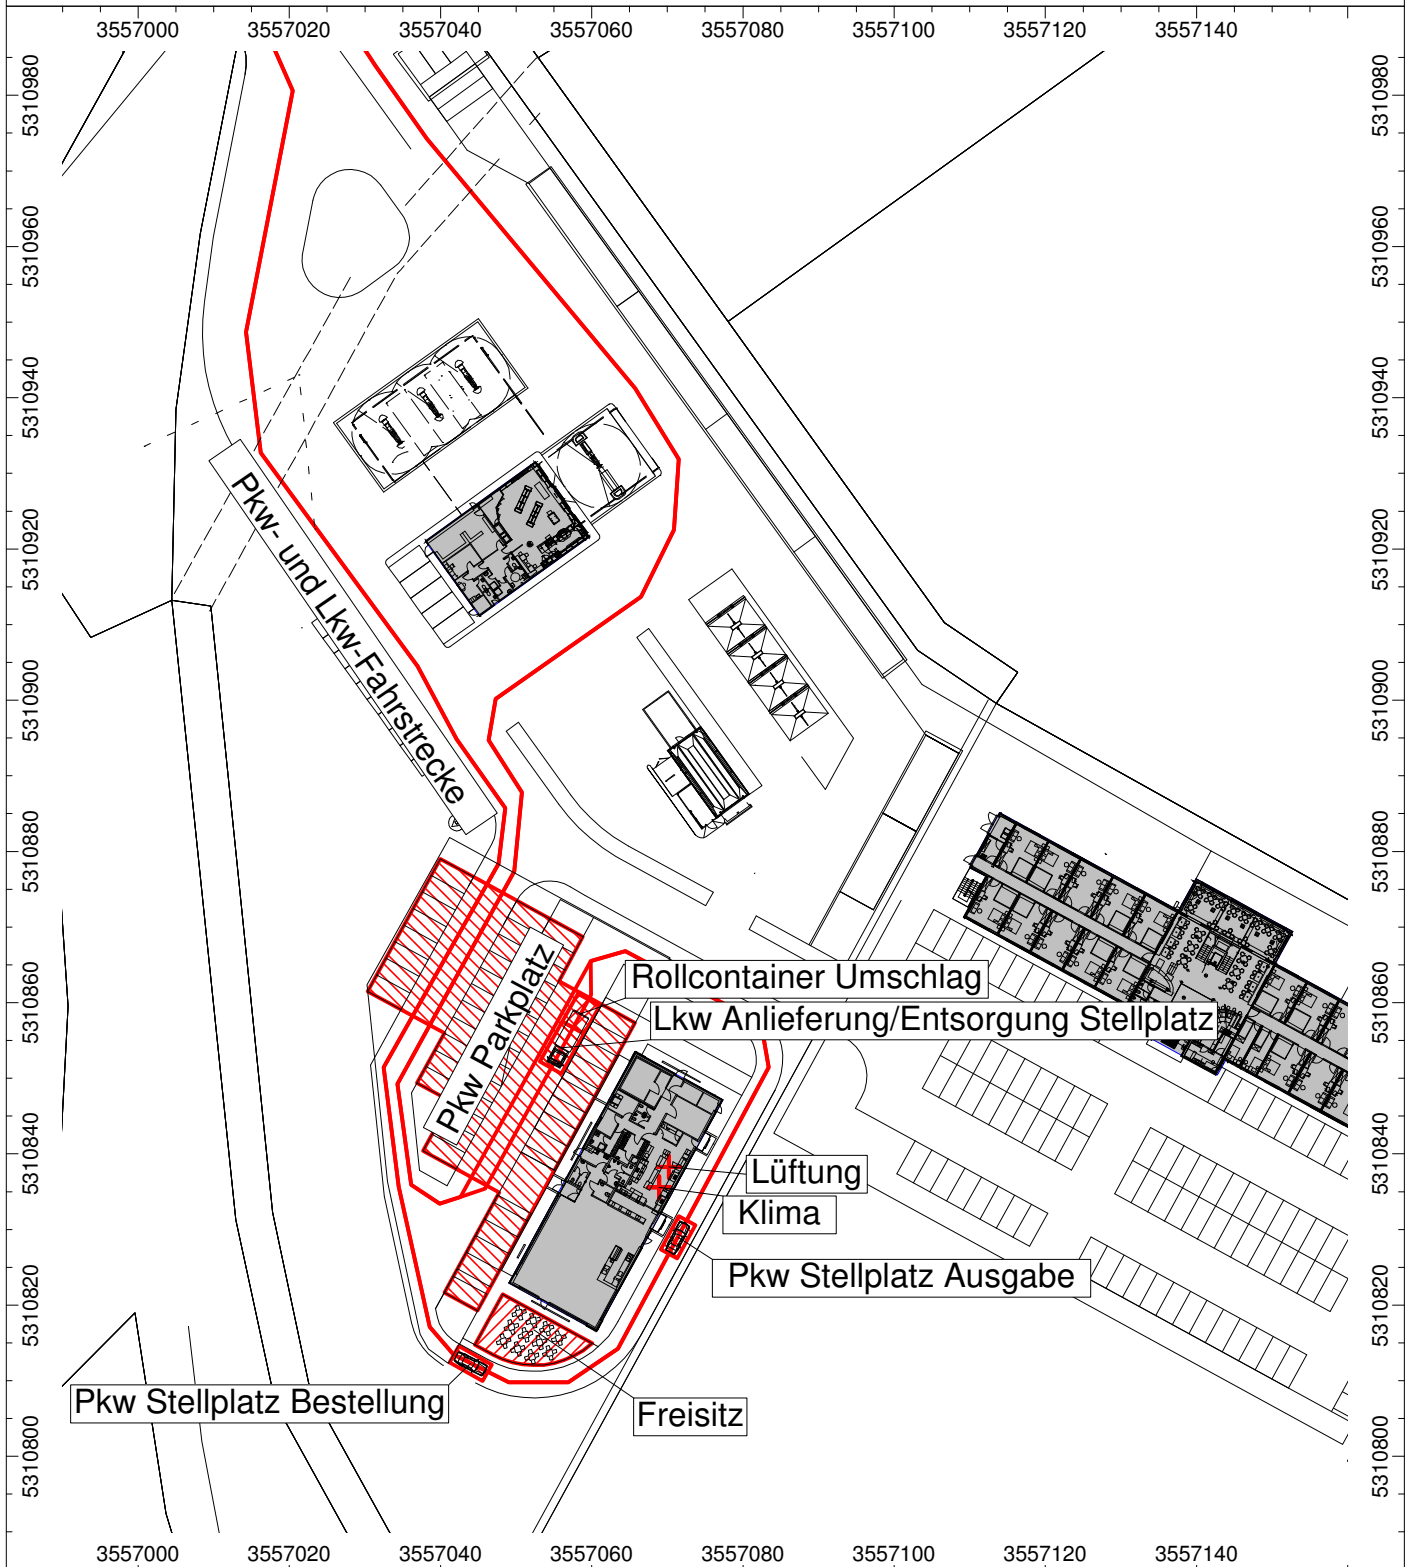 3557000 3557020 3557040 3557060 3557080 3557100 3557120 3557140
5310980 5310980
5310960 5310960
5310940 5310940
5310920 5310920
Pkw- und Lkw-Fahrstrecke
5310900 5310900
5310880 5310880
5310860 5310860
Pkw Parkplatz
Rollcontainer Umschlag
Lkw Anlieferung/Entsorgung Stellplatz
5310840 5310840
Lüftung
Klima
Pkw Stellplatz Ausgabe
5310820 5310820
Pkw Stellplatz Bestellung
Freisitz
5310800 5310800
3557000 3557020 3557040 3557060 3557080 3557100 3557120 3557140